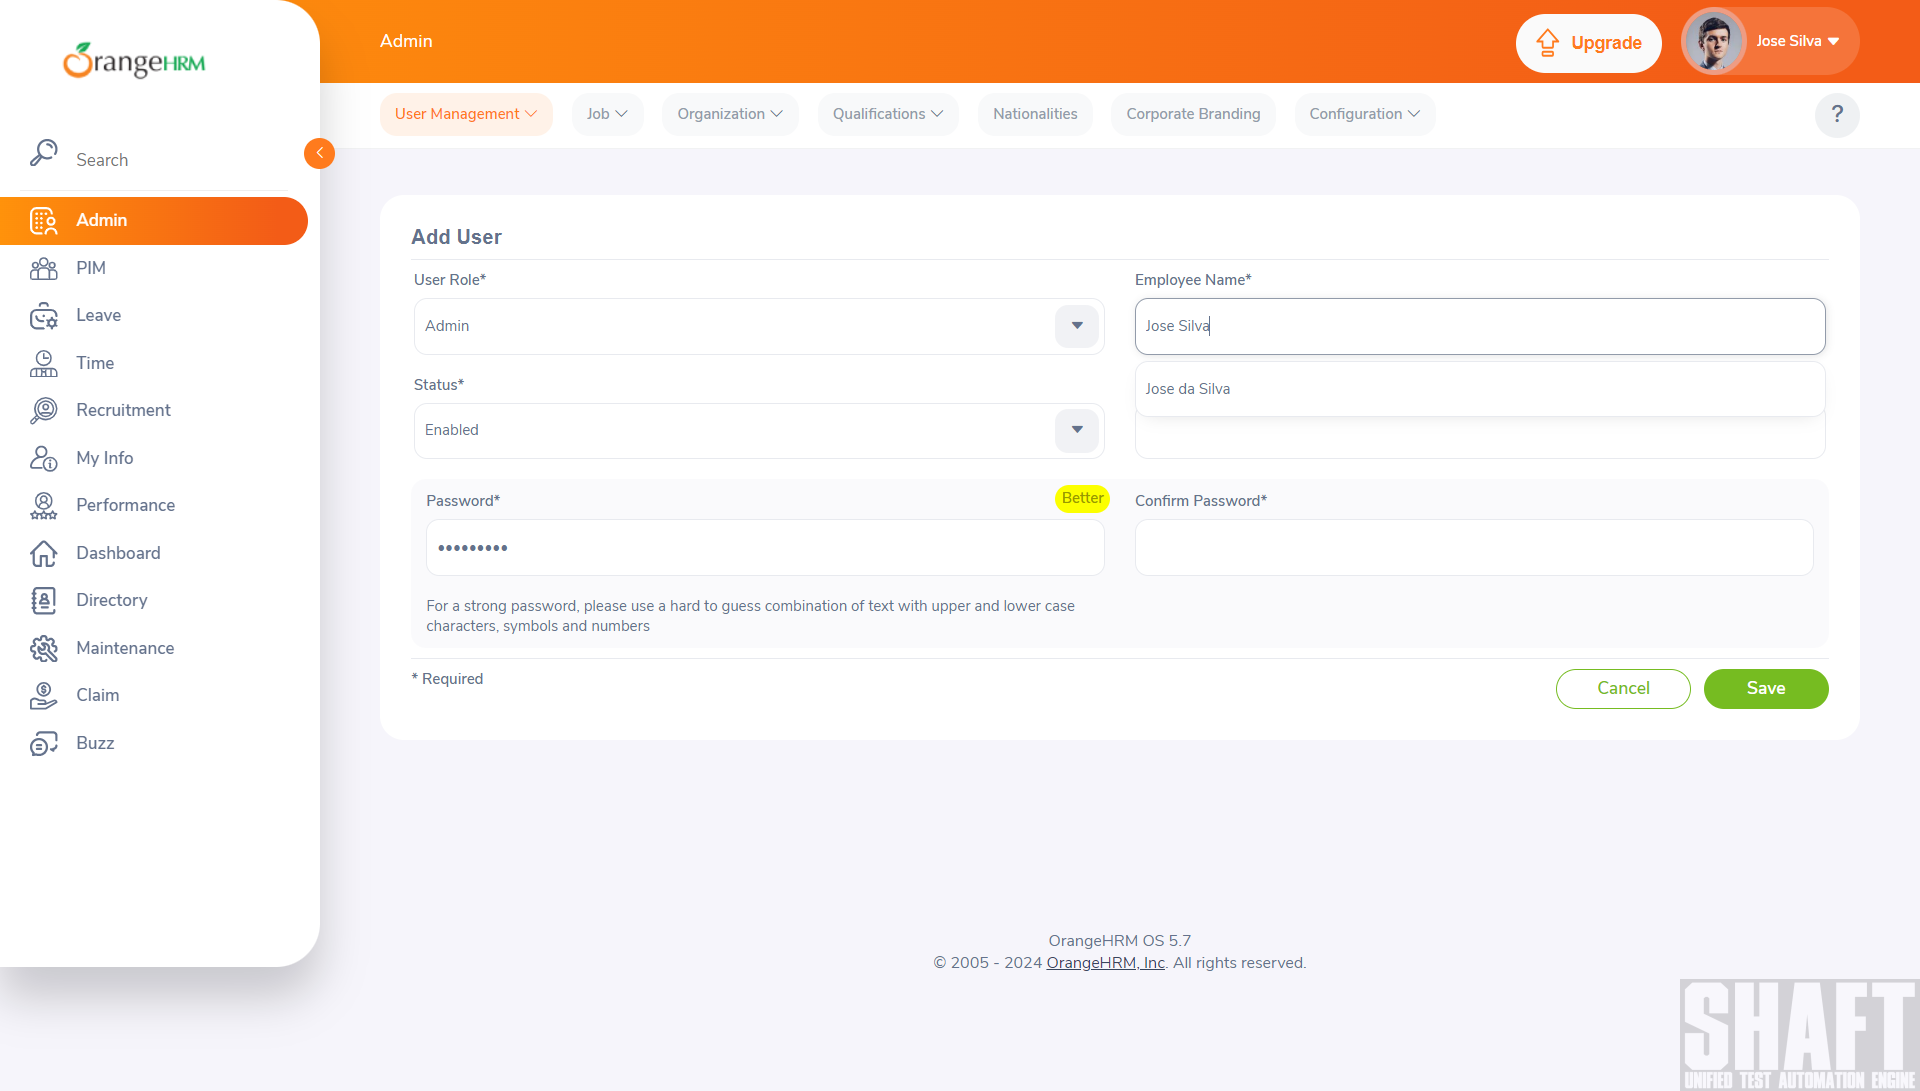 OrangeHRM
Admin
Upgrade
Jose Silva
User Management
Job
Organization
Qualifications
Nationalities
Corporate Branding
Configuration
?
Search
Admin
PIM
Leave
Time
Recruitment
My Info
Performance
Dashboard
Directory
Maintenance
Claim
Buzz
Add User
User Role*
Employee Name*
Admin
Jose Silva
Status*
Jose da Silva
Enabled
Password*
Better
Confirm Password*
•••••••••
For a strong password, please use a hard to guess combination of text with upper and lower case
characters, symbols and numbers
* Required
Cancel
Save
OrangeHRM OS 5.7
© 2005 - 2024 OrangeHRM, Inc. All rights reserved.
SHAFT
UNIFIED TEST AUTOMATION ENGINE